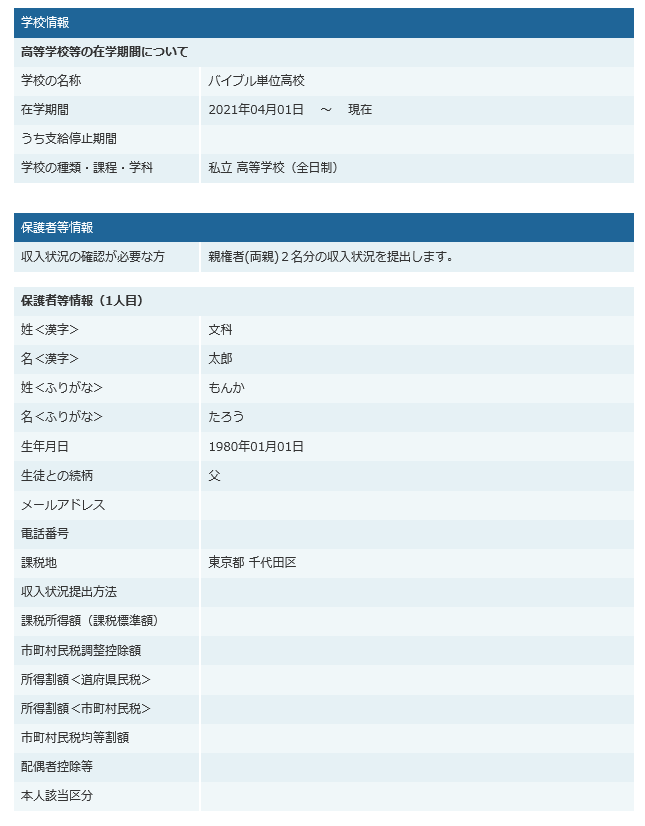 学校情報
高等学校等の在学期間について
学校の名称 バイブル単位高校
在学期間 2021年04月01日 ～ 現在
うち支給停止期間
学校の種類・課程・学科 私立 高等学校（全日制）
保護者等情報
収入状況の確認が必要な方 親権者(両親)２名分の収入状況を提出します。
保護者等情報（1人目）
姓＜漢字＞ 文科
名＜漢字＞ 太郎
姓＜ふりがな＞ もんか
名＜ふりがな＞ たろう
生年月日 1980年01月01日
生徒との続柄 父
メールアドレス
電話番号
課税地 東京都 千代田区
収入状況提出方法
課税所得額（課税標準額）
市町村民税調整控除額
所得割額＜道府県民税＞
所得割額＜市町村民税＞
市町村民税均等割額
配偶者控除等
本人該当区分